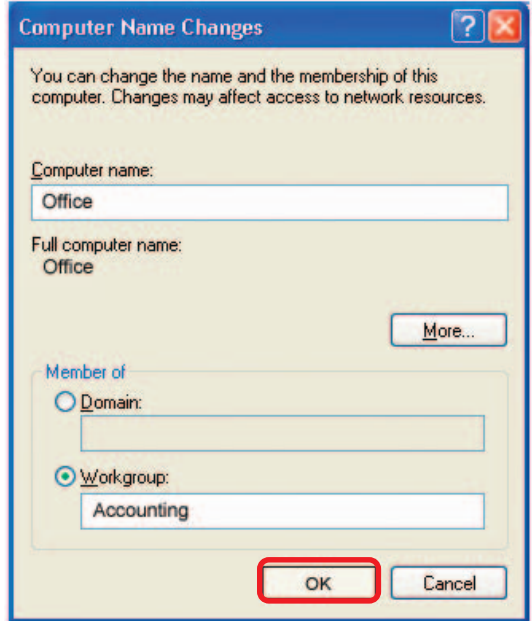 Computer Name Changes
You can change the name and the membership of this
computer. Changes may affect access to network resources.
Computer name:
Office
Full computer name:
Office
More...
Member of
Domain:
Workgroup:
Accounting
OK
Cancel